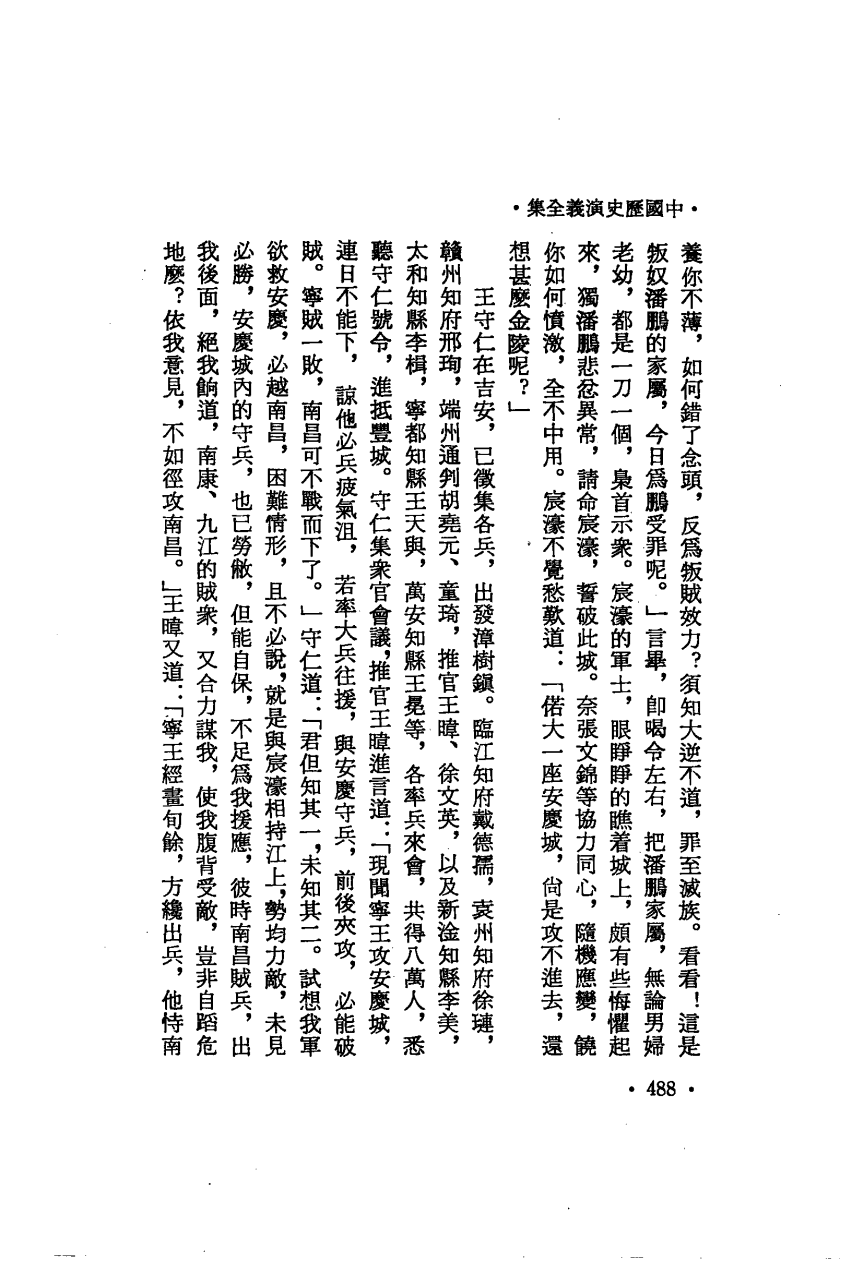 •中國歷史演義全集•
養你不薄，如何錯了念頭，反爲叛賊效力？須知大逆不道，罪至滅族。看看！這是
叛奴潘鵬的家屬，今日爲鵬受罪呢。」言畢，卽喝令左右，把潘鵬家屬，無論男婦
老幼，都是一刀一個，梟首示衆。宸濠的軍士，眼睜睜的瞧着城上，頗有些悔懼起
來，獨潘鵬悲忿異常，請命宸濠，誓破此城。奈張文錦等協力同心，隨機應變，饒
你如何憤激，全不中用。宸濠不覺愁歎道：「偌大一座安慶城，尙是攻不進去，還
想甚麼金陵呢？」
王守仁在吉安，已徵集各兵，出發漳樹鎭。臨江知府戴德孺，袁州知府徐璉，
贛州知府邢珣，端州通判胡堯元、童琦，推官王暐、徐文英，以及新淦知縣李美，
太和知縣李楫，寧都知縣王天與，萬安知縣王冕等，各率兵來會，共得八萬人，悉
聽守仁號令，進抵豐城。守仁集衆官會議，推官王暐進言道：「現聞寧王攻安慶城，
連日不能下，諒他必兵疲氣沮，若率大兵往援，與安慶守兵，前後夾攻，必能破
賊。寧賊一敗，南昌可不戰而下了。」守仁道：「君但知其一，未知其二。試想我軍
欲救安慶，必越南昌，困難情形，且不必說，就是與宸濠相持江上，勢均力敵，未見
必勝，安慶城內的守兵，也已勞敝，但能自保，不足爲我援應，彼時南昌賊兵，出
我後面，絕我餉道，南康、九江的賊衆，又合力謀我，使我腹背受敵，豈非自蹈危
地麼？依我意見，不如徑攻南昌。」王暐又道：「寧王經畫旬餘，方纔出兵，他恃南
•488•